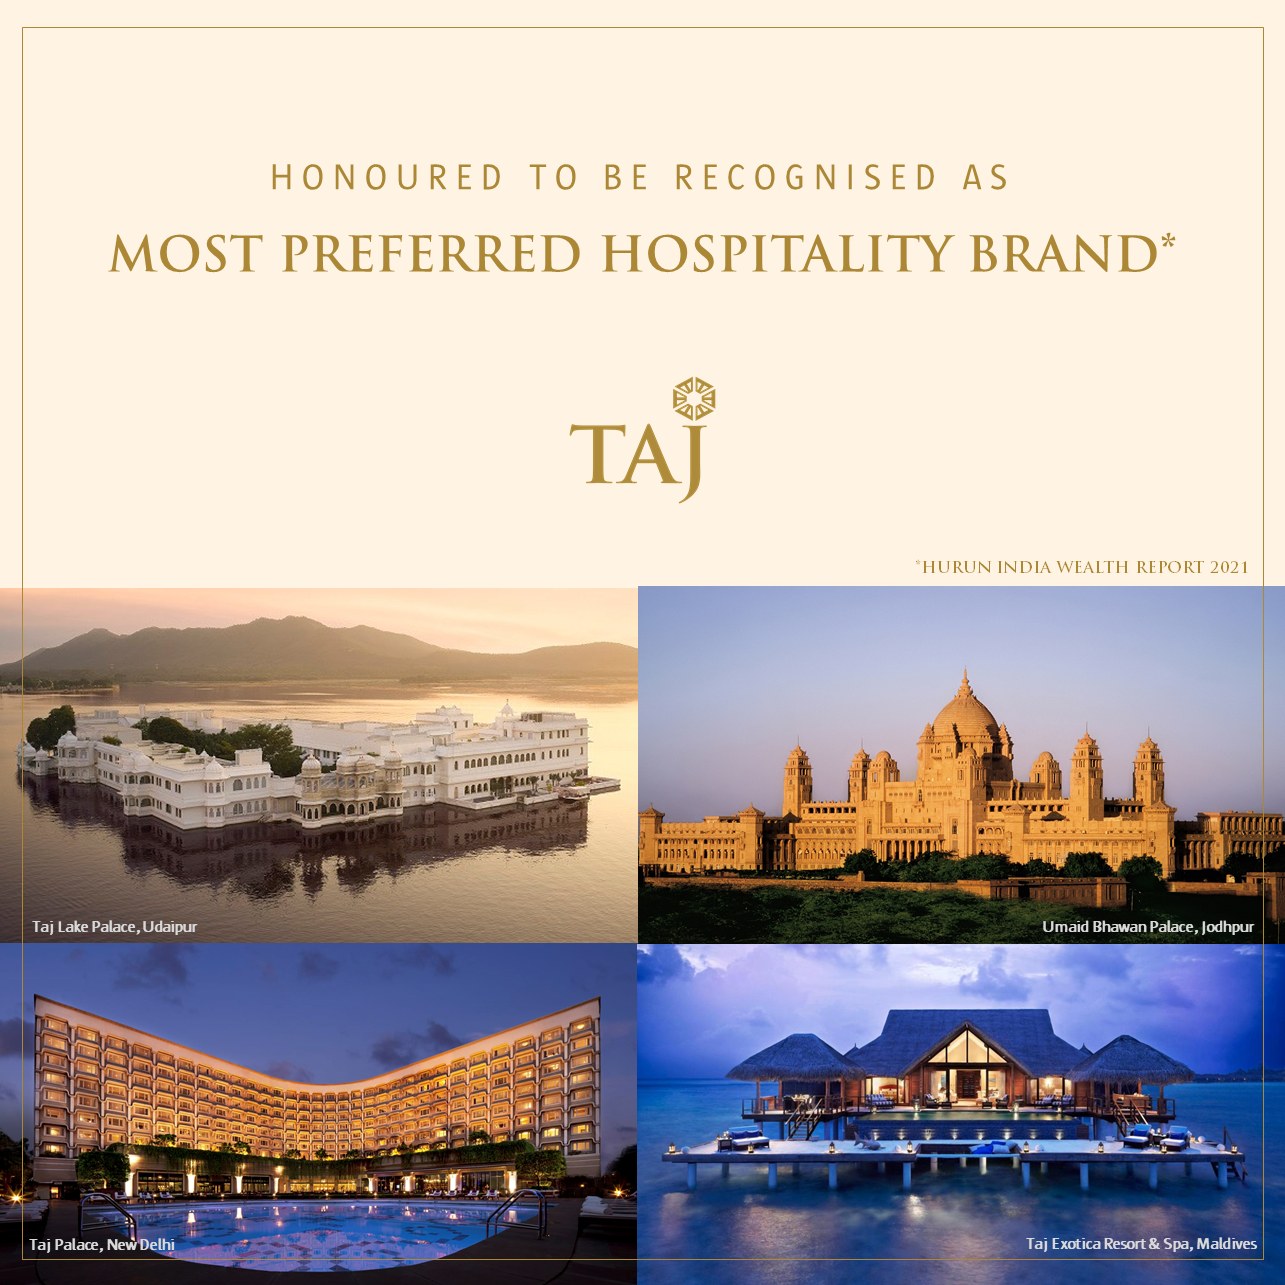 HONOURED TO BE RECOGNISED AS
MOST PREFERRED HOSPITALITY BRAND*
TAJ
*HURUN INDIA WEALTH REPORT 2021
Taj Lake Palace, Udaipur
Umaid Bhawan Palace, Jodhpur
Taj Palace, New Delhi
Taj Exotica Resort & Spa, Maldives